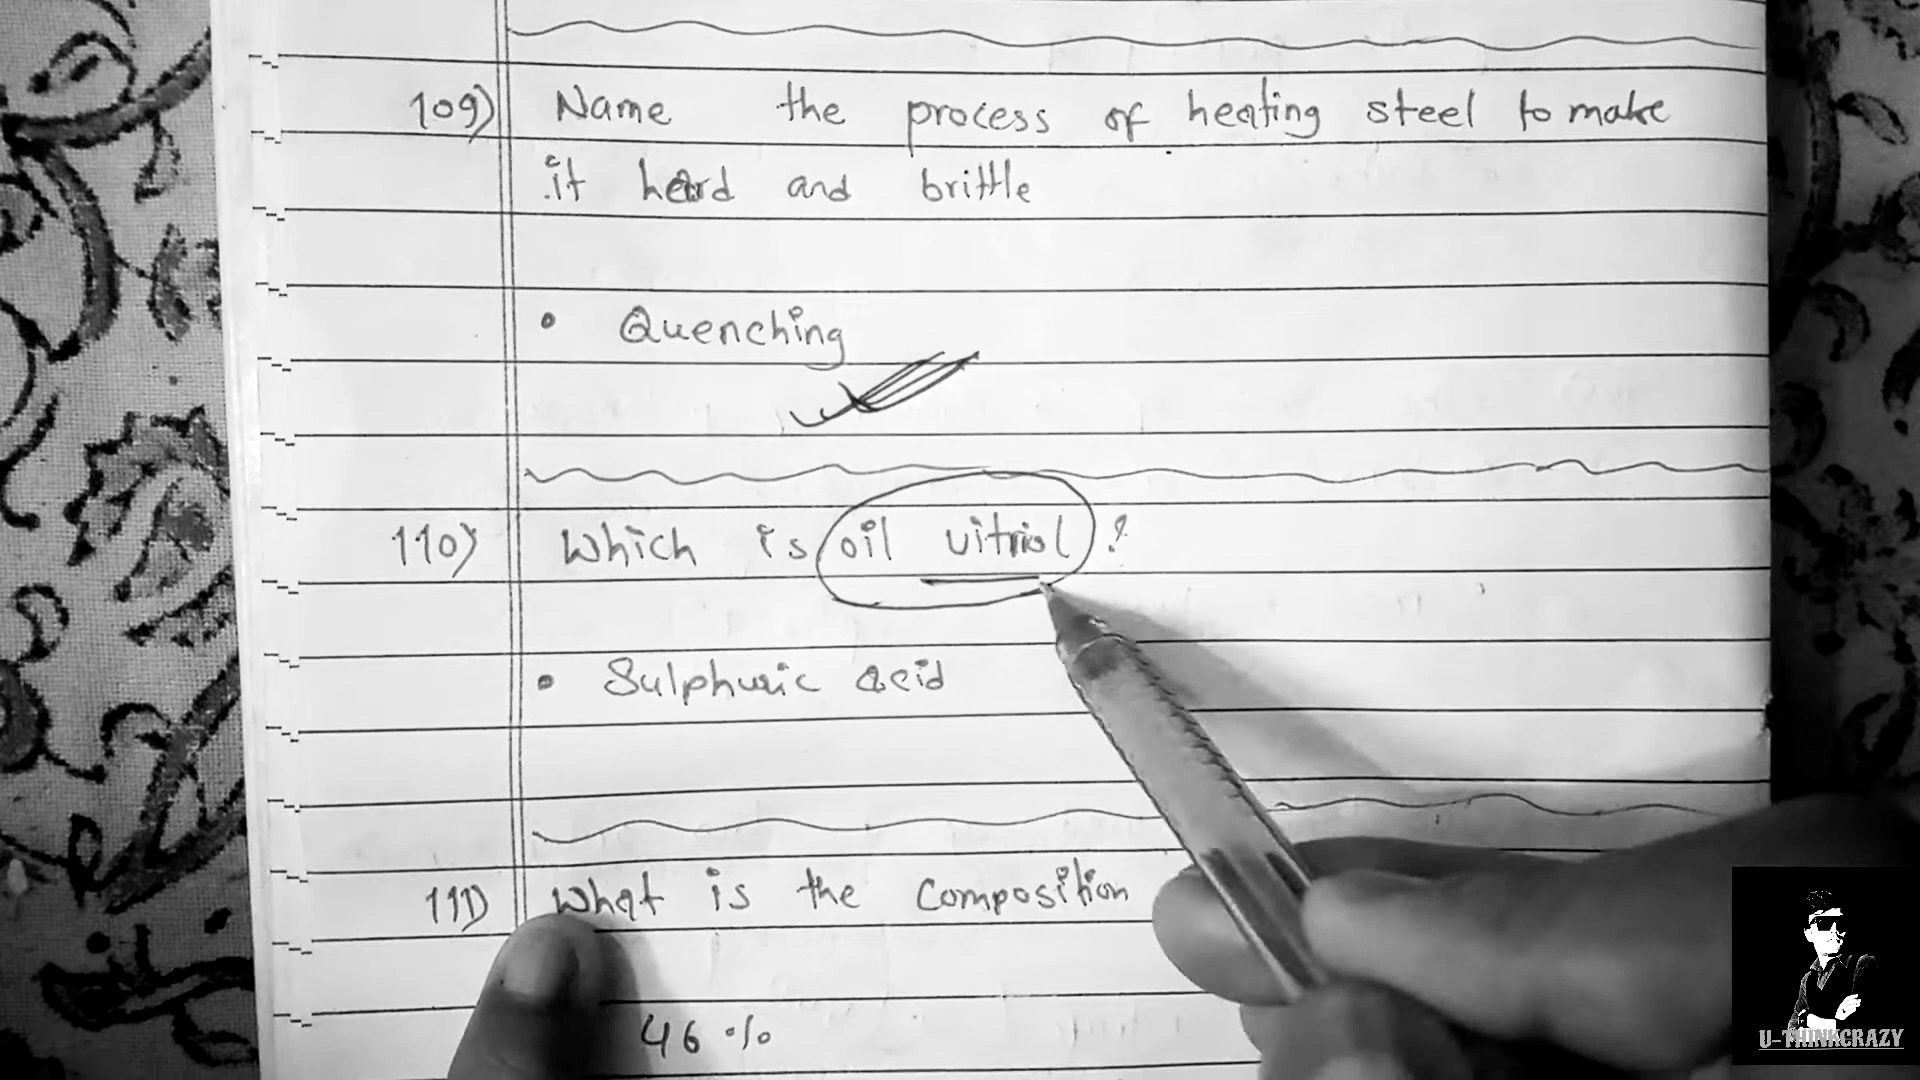 109) Name the process of heating steel to make
it hard and brittle
• Quenching
110) Which is oil vitriol ?
• Sulphuric acid
111) What is the Composition
46 %
U-THINKCRAZY